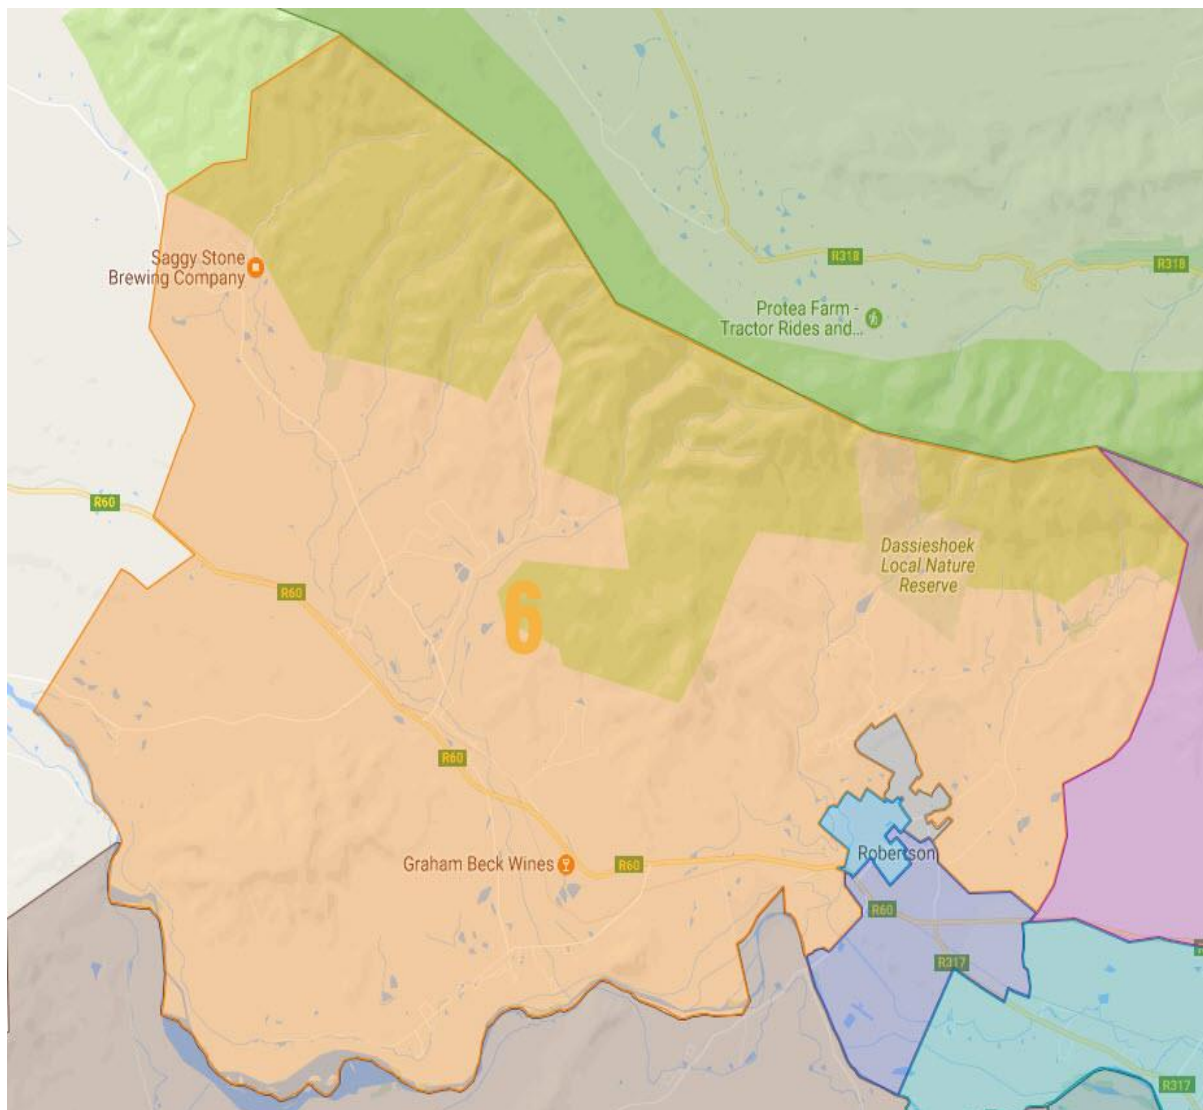 R318
R318
Saggy Stone
Brewing Company
Protea Farm -
Tractor Rides and...
R60
Dassieshoek
Local Nature
Reserve
R60
6
R60
Robertson
Graham Beck Wines
R60
R60
R317
R317